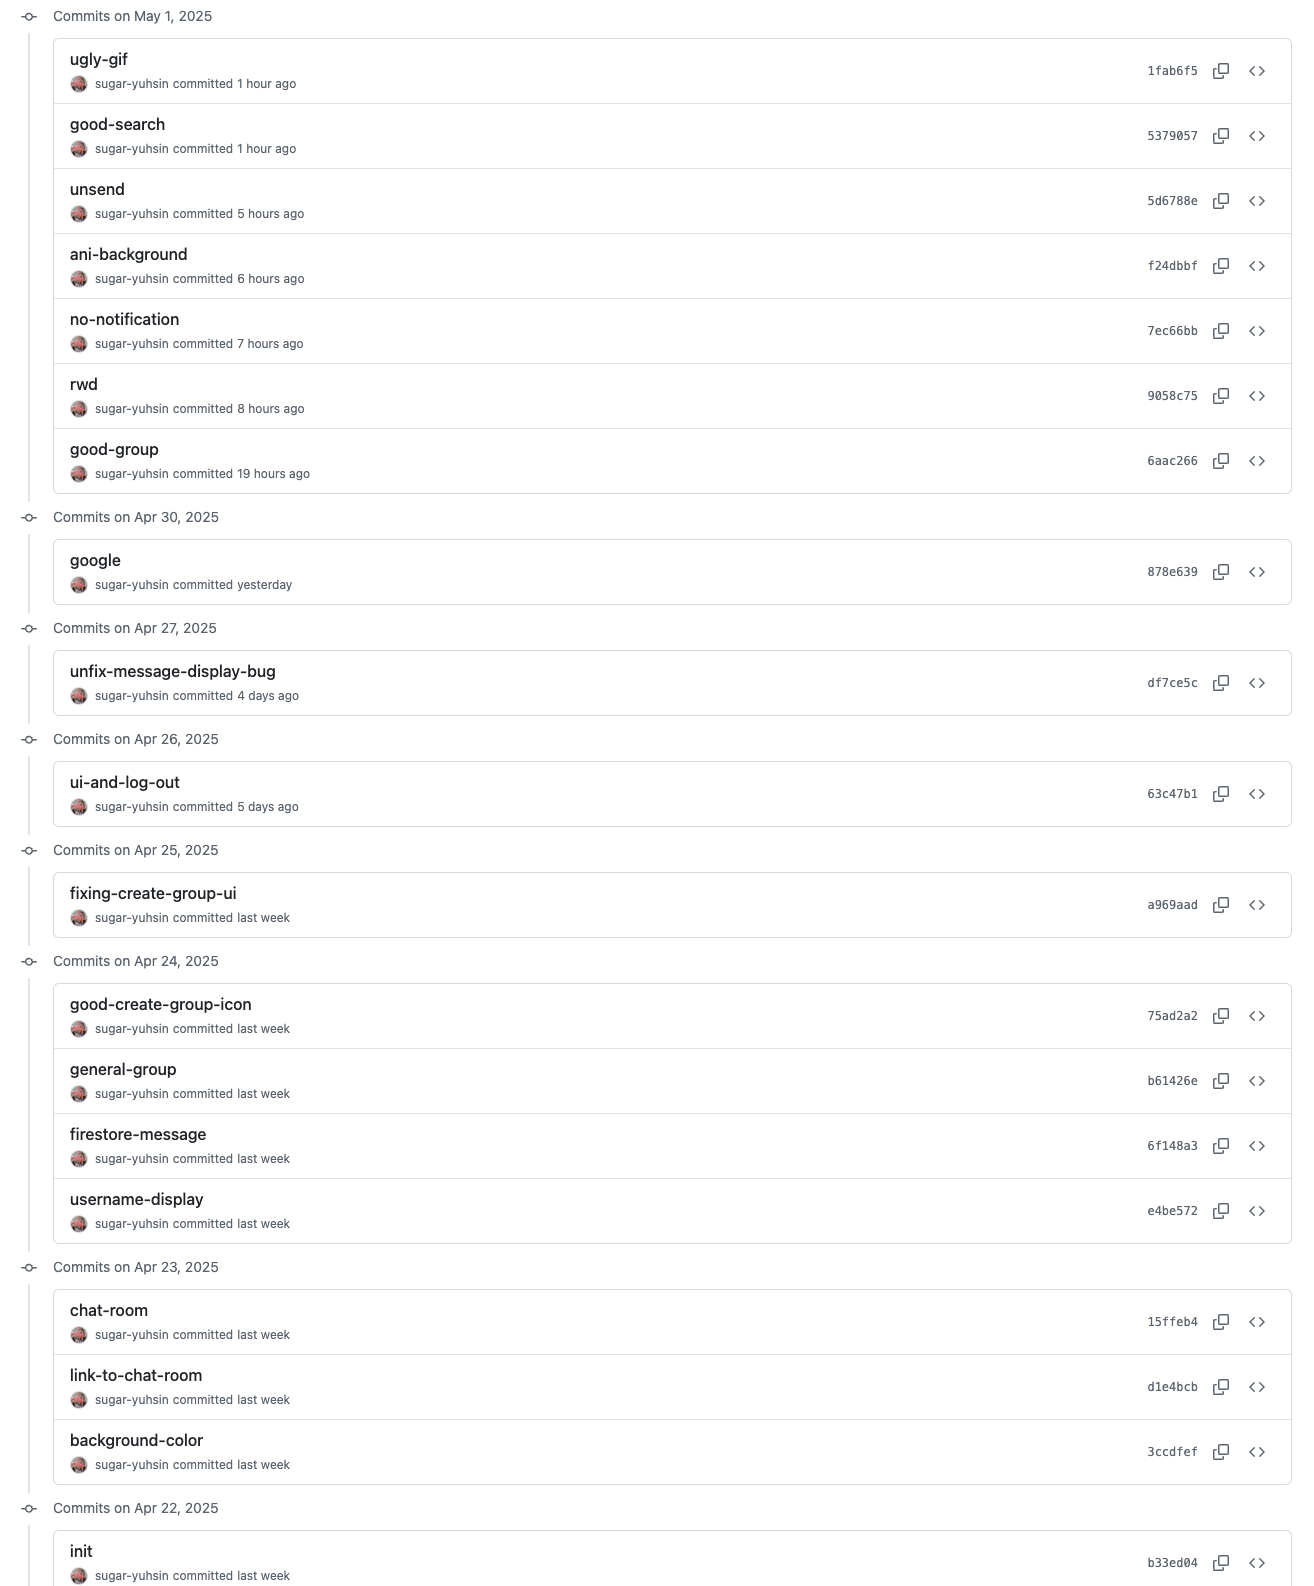 Commits on May 1, 2025
ugly-gif
sugar-yuhsin committed 1 hour ago
1fab6f5
good-search
sugar-yuhsin committed 1 hour ago
5379057
unsend
sugar-yuhsin committed 5 hours ago
5d6788e
ani-background
sugar-yuhsin committed 6 hours ago
f24dbbf
no-notification
sugar-yuhsin committed 7 hours ago
7ec66bb
rwd
sugar-yuhsin committed 8 hours ago
9058c75
good-group
sugar-yuhsin committed 19 hours ago
6aac266
Commits on Apr 30, 2025
google
sugar-yuhsin committed yesterday
878e639
Commits on Apr 27, 2025
unfix-message-display-bug
sugar-yuhsin committed 4 days ago
df7ce5c
Commits on Apr 26, 2025
ui-and-log-out
sugar-yuhsin committed 5 days ago
63c47b1
Commits on Apr 25, 2025
fixing-create-group-ui
sugar-yuhsin committed last week
a969aad
Commits on Apr 24, 2025
good-create-group-icon
sugar-yuhsin committed last week
75ad2a2
general-group
sugar-yuhsin committed last week
b61426e
firestore-message
sugar-yuhsin committed last week
6f148a3
username-display
sugar-yuhsin committed last week
e4be572
Commits on Apr 23, 2025
chat-room
sugar-yuhsin committed last week
15ffeb4
link-to-chat-room
sugar-yuhsin committed last week
d1e4bcb
background-color
sugar-yuhsin committed last week
3ccdfef
Commits on Apr 22, 2025
init
sugar-yuhsin committed last week
b33ed04